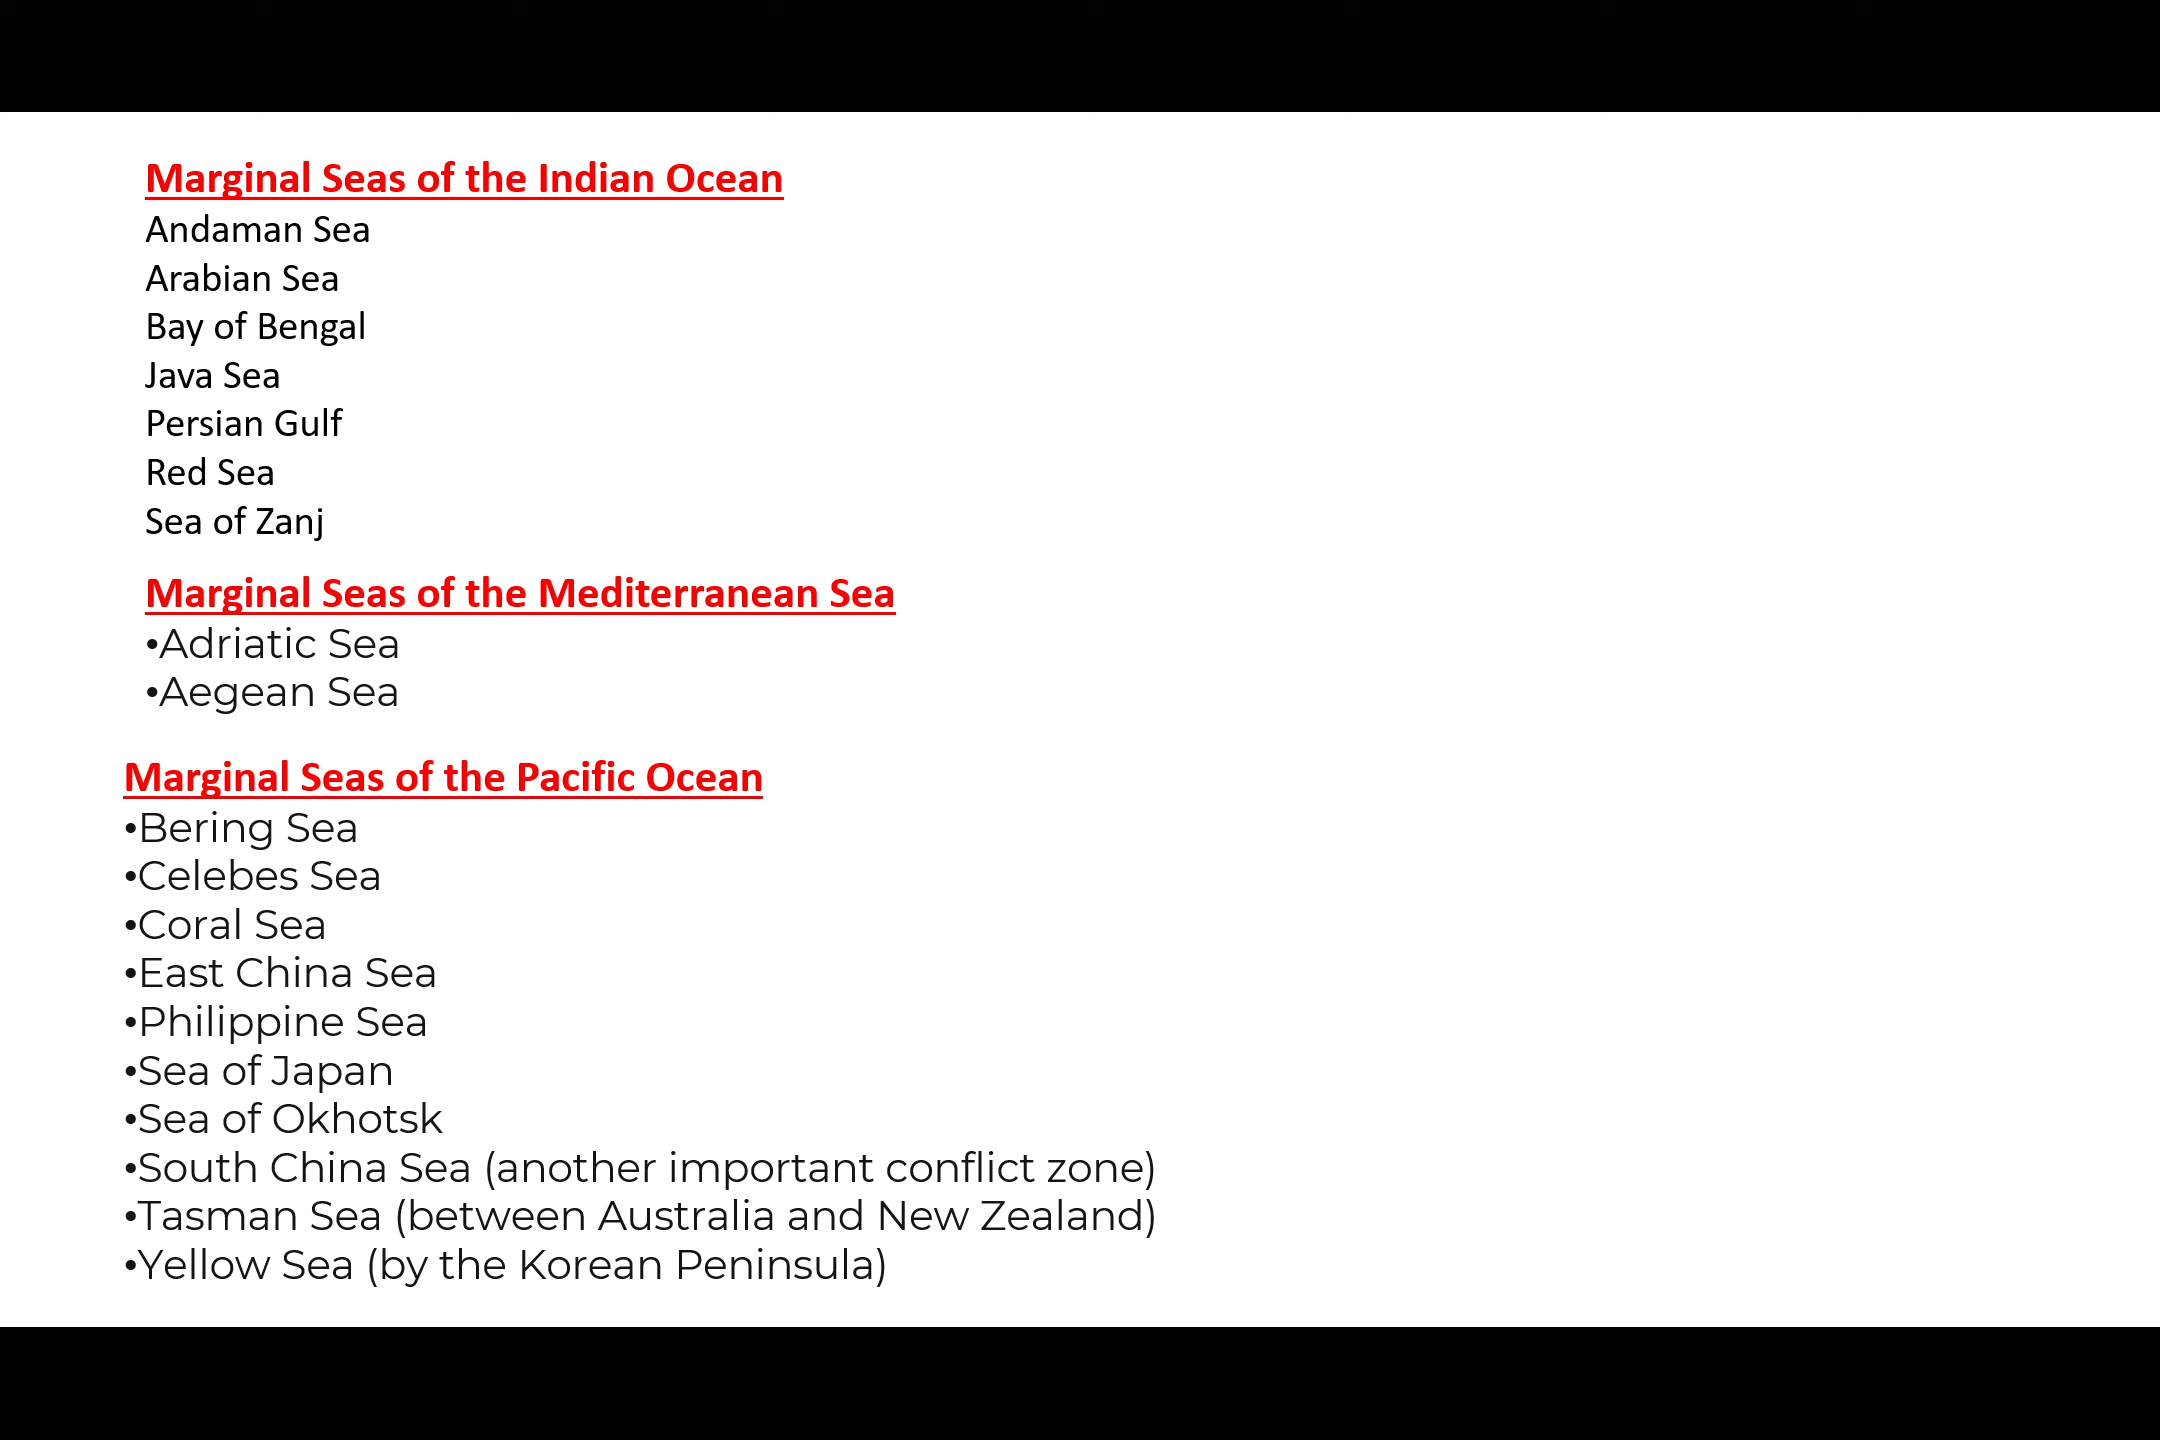 Marginal Seas of the Indian Ocean
Andaman Sea
Arabian Sea
Bay of Bengal
Java Sea
Persian Gulf
Red Sea
Sea of Zanj
Marginal Seas of the Mediterranean Sea
•Adriatic Sea
•Aegean Sea
Marginal Seas of the Pacific Ocean
•Bering Sea
•Celebes Sea
•Coral Sea
•East China Sea
•Philippine Sea
•Sea of Japan
•Sea of Okhotsk
•South China Sea (another important conflict zone)
•Tasman Sea (between Australia and New Zealand)
•Yellow Sea (by the Korean Peninsula)